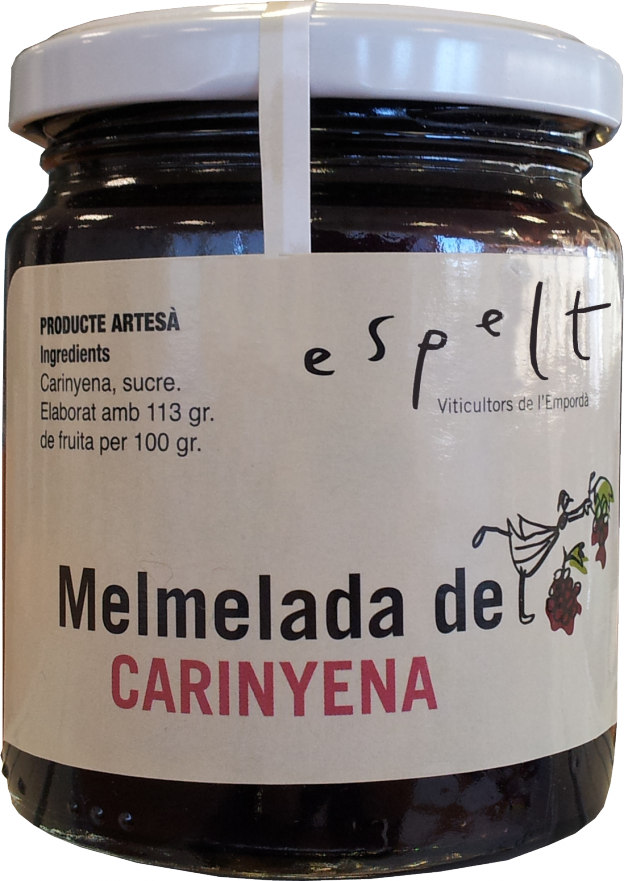 PRODUCTE ARTESÀ
Ingredients
Carinyena, sucre.
Elaborat amb 113 gr.
de fruita per 100 gr.
espelt
Viticultors de l'Empordà
Melmelada de
CARINYENA